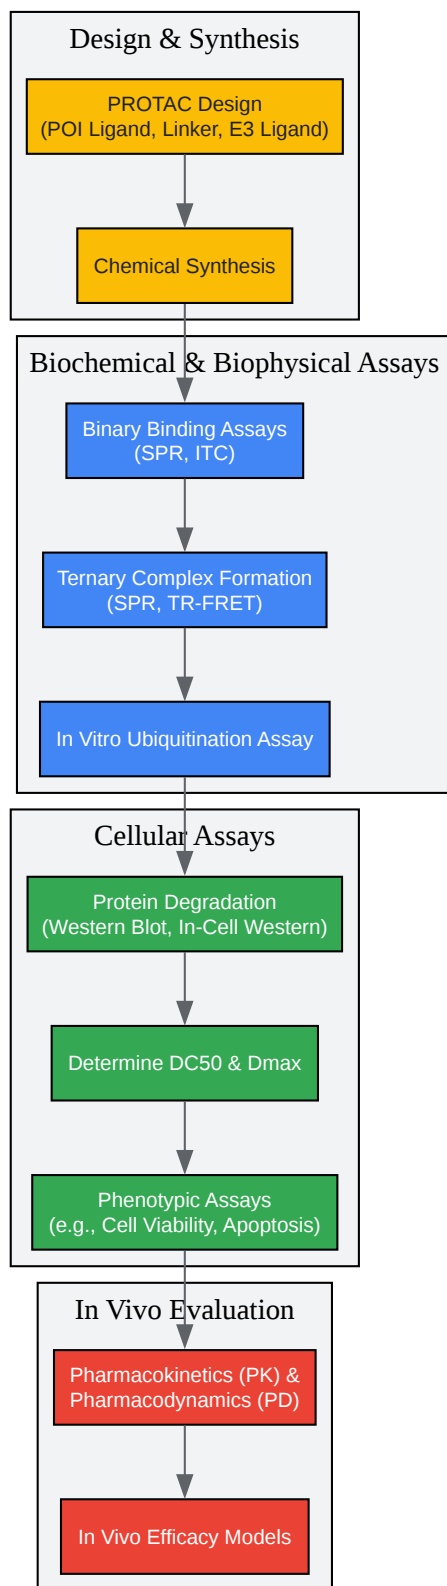 Design & Synthesis
PROTAC Design
(POI Ligand, Linker, E3 Ligand)
Chemical Synthesis
Biochemical & Biophysical Assays
Binary Binding Assays
(SPR, ITC)
Ternary Complex Formation
(SPR, TR-FRET)
In Vitro Ubiquitination Assay
Cellular Assays
Protein Degradation
(Western Blot, In-Cell Western)
Determine DC50 & Dmax
Phenotypic Assays
(e.g., Cell Viability, Apoptosis)
In Vivo Evaluation
Pharmacokinetics (PK) &
Pharmacodynamics (PD)
In Vivo Efficacy Models